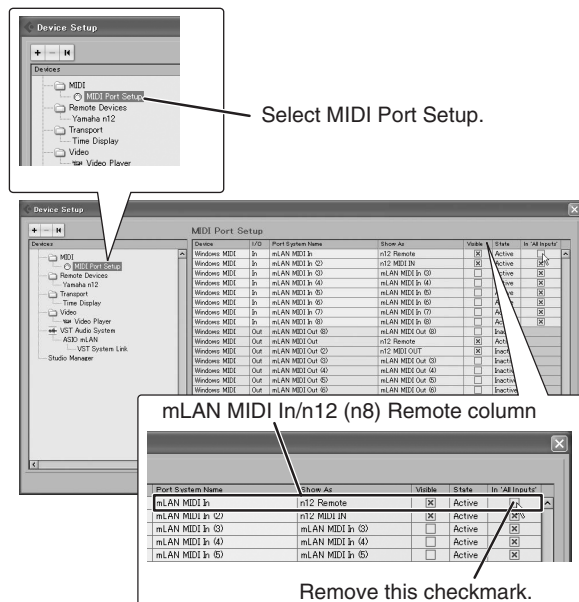 Device Setup
+ - |◀
Devices
MIDI
MIDI Port Setup
Remote Devices
Yamaha n12
Transport
Time Display
Video
Video Player
Select MIDI Port Setup.
Device Setup
+ - |◀
Devices
MIDI
MIDI Port Setup
Remote Devices
Yamaha n12
Transport
Time Display
Video
Video Player
VST Audio System
ASIO mLAN
VST System Link
Studio Manager
MIDI Port Setup
Device I/O Port System Name Show As Visible State In 'All Inputs'
Windows MIDI In mLAN MIDI In n12 Remote Active
Windows MIDI In mLAN MIDI In (2) n12 MIDI IN Active
Windows MIDI In mLAN MIDI In (3) mLAN MIDI In (3)
Windows MIDI In mLAN MIDI In (4) mLAN MIDI In (4) Active
Windows MIDI In mLAN MIDI In (5) mLAN MIDI In (5) Active
Windows MIDI In mLAN MIDI In (6) mLAN MIDI In (6)
Windows MIDI In mLAN MIDI In (7) mLAN MIDI In (7)
Windows MIDI In mLAN MIDI In (8) mLAN MIDI In (8)
Windows MIDI Out mLAN MIDI Out (8) mLAN MIDI Out (8)
Windows MIDI Out mLAN MIDI Out n12 Remote Active
Windows MIDI Out mLAN MIDI Out (2) n12 MIDI OUT
Windows MIDI Out mLAN MIDI Out (3) mLAN MIDI Out (3)
Windows MIDI Out mLAN MIDI Out (4) mLAN MIDI Out (4)
Windows MIDI Out mLAN MIDI Out (5) mLAN MIDI Out (5)
Windows MIDI Out mLAN MIDI Out (6) mLAN MIDI Out (6)
mLAN MIDI In/n12 (n8) Remote column
Port System Name Show As Visible State In 'All Inputs'
mLAN MIDI In n12 Remote Active
mLAN MIDI In (2) n12 MIDI IN Active
mLAN MIDI In (3) mLAN MIDI In (3) Active
mLAN MIDI In (4) mLAN MIDI In (4) Active
mLAN MIDI In (5) mLAN MIDI In (5) Active
Remove this checkmark.